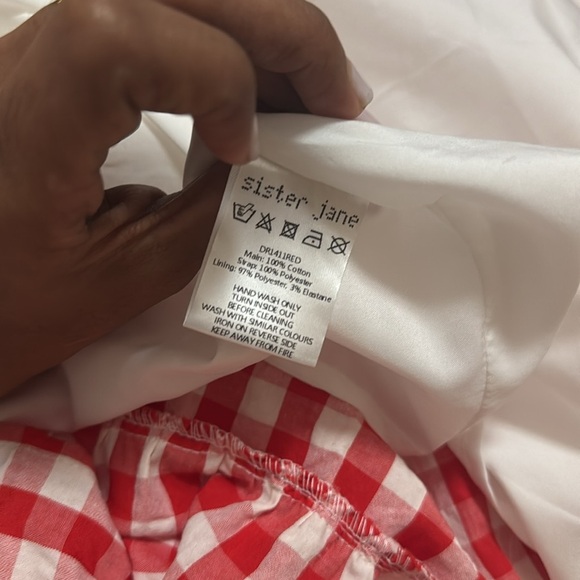 sister jane
DR1411RED
Main: 100% Cotton
Strap: 100% Polyester
Lining: 97% Polyester, 3% Elastane
HAND WASH ONLY
TURN INSIDE OUT
BEFORE CLEANING
WASH WITH SIMILAR COLOURS
IRON ON REVERSE SIDE
KEEP AWAY FROM FIRE